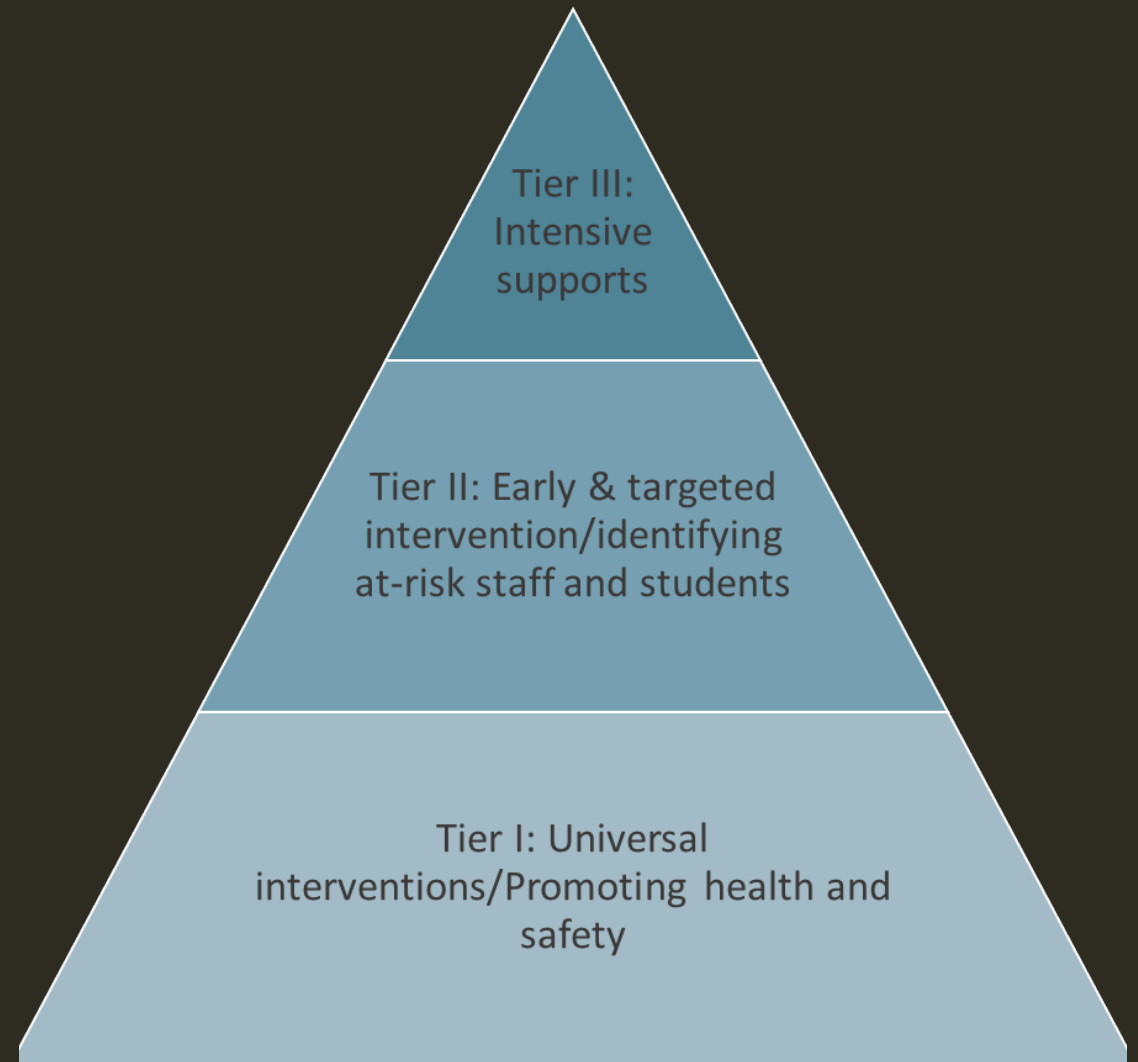 Tier III:
Intensive
supports
Tier II: Early & targeted
intervention/identifying
at-risk staff and students
Tier I: Universal
interventions/Promoting health and
safety